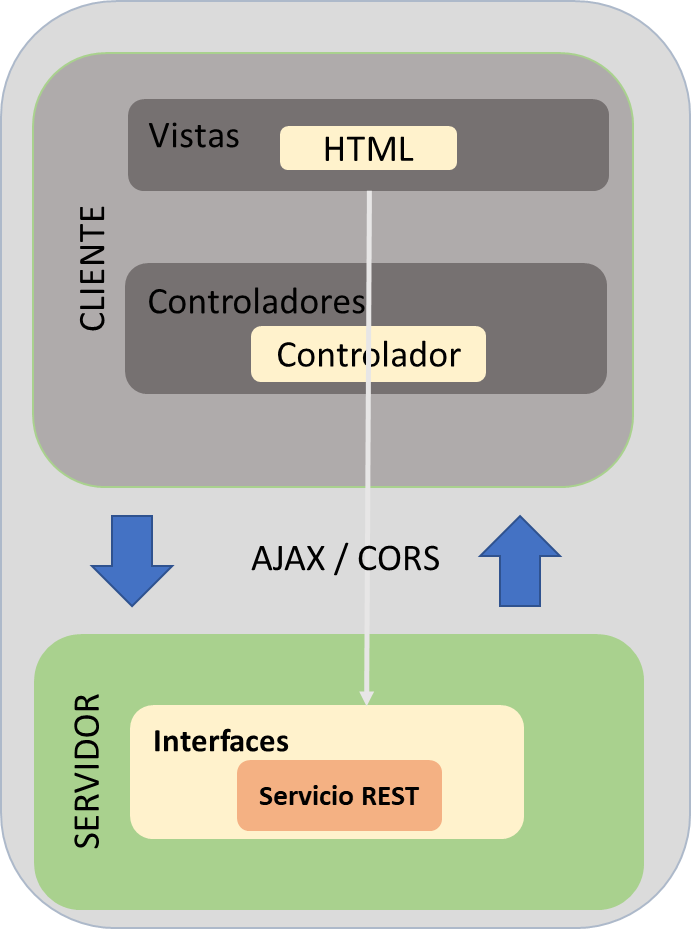 Vistas
HTML
CLIENTE
Controladores
Controlador
AJAX / CORS
SERVIDOR
Interfaces
Servicio REST